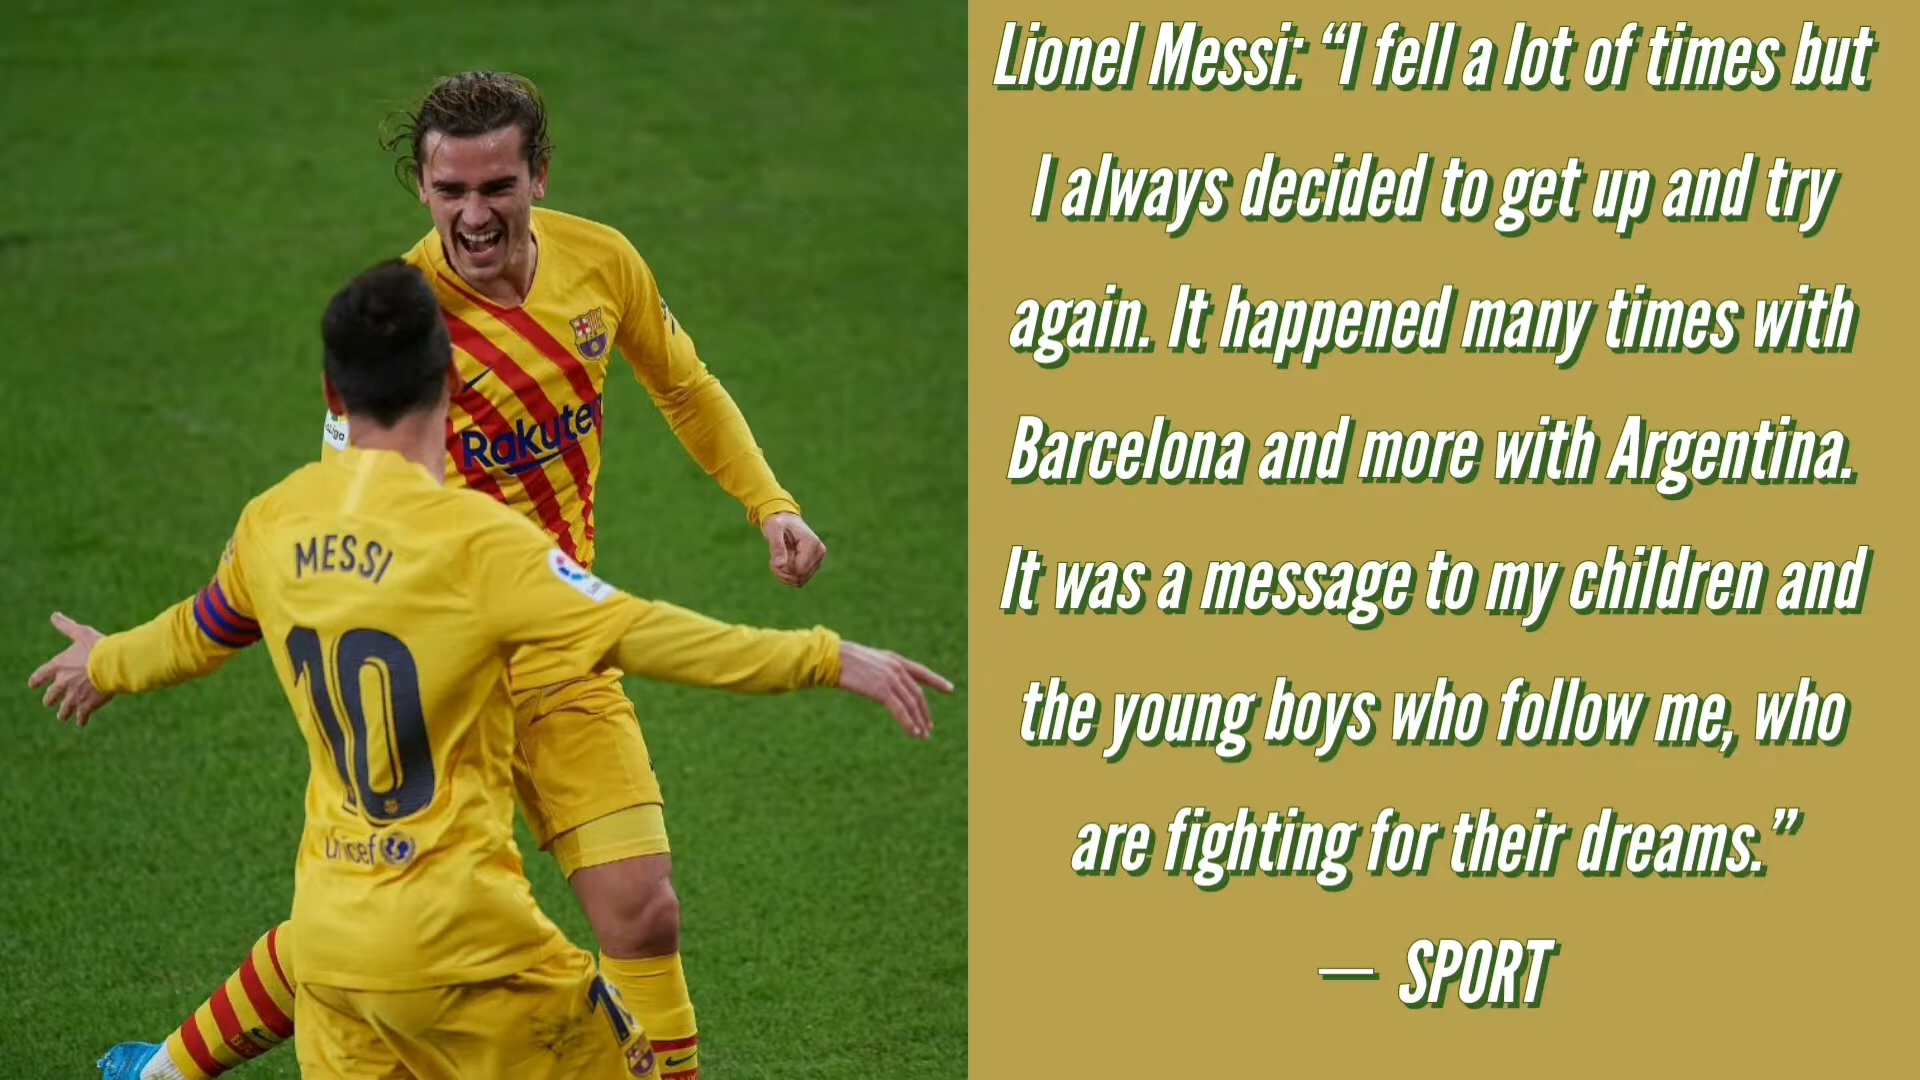 Lionel Messi: “I fell a lot of times but
I always decided to get up and try
again. It happened many times with
Barcelona and more with Argentina.
It was a message to my children and
the young boys who follow me, who
are fighting for their dreams.”
— SPORT
Rakuten
MESSI
10
unicef